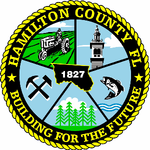 HAMILTON COUNTY, FL
1827
BUILDING FOR THE FUTURE